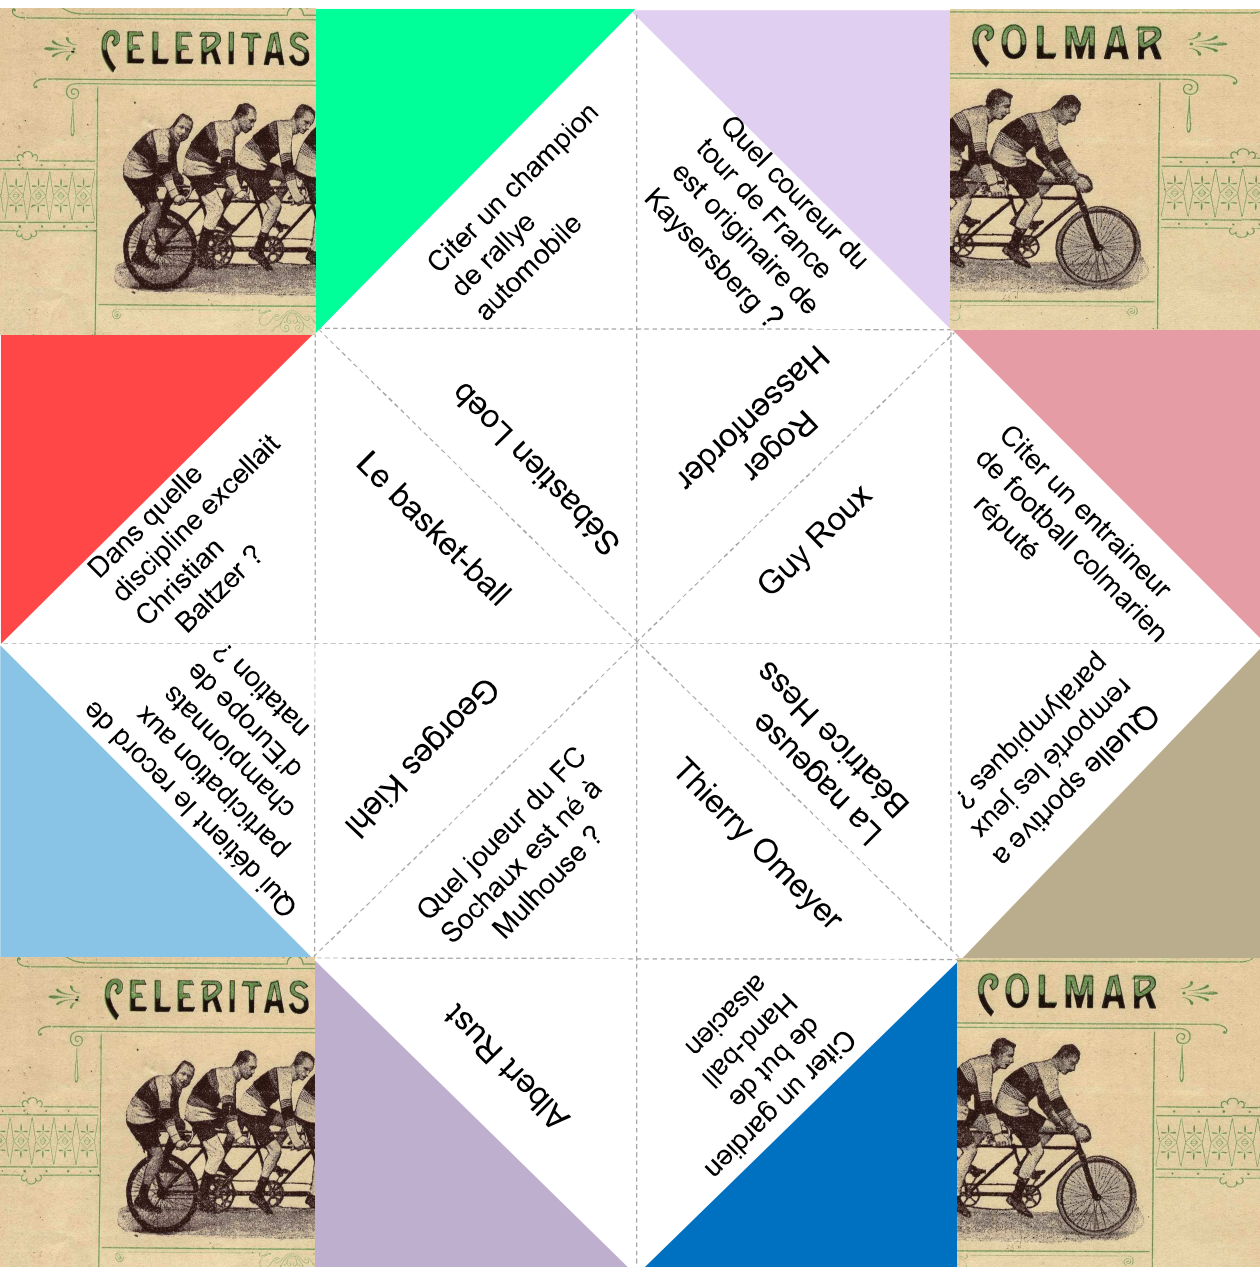 CELERITAS
COLMAR
Citer un champion
de rallye
automobile
Quel coureur du
tour de France
est originaire de
Kaysersberg ?
Sébastien Loeb
Roger
Hassenforder
Dans quelle
discipline excellait
Christian
Baltzer ?
Le basket-ball
Guy Roux
Citer un entraineur
de football colmarien
réputé
Qui détient le record de
participation aux
championnats
d'Europe de
natation ?
Georges Kiehl
Quel joueur du FC
Sochaux est né à
Mulhouse ?
Thierry Omeyer
La nageuse
Béatrice Hess
Quelle sportive a
remporté les jeux
paralympiques ?
CELERITAS
COLMAR
Albert Rust
Citer un gardien
de but de
Hand-ball
alsacien